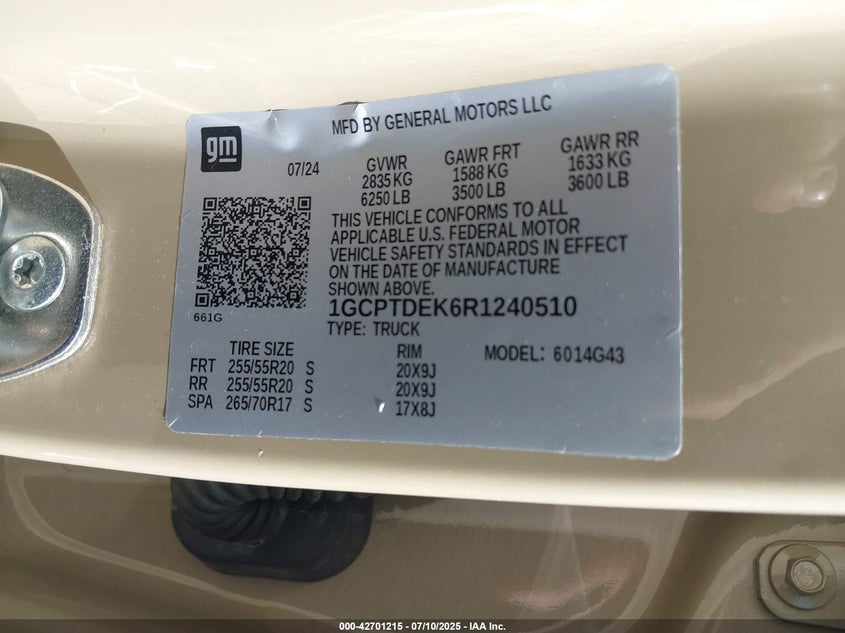 MFD BY GENERAL MOTORS LLC
gm
07/24
GVWR GAWR FRT GAWR RR
2835 KG 1588 KG 1633 KG
6250 LB 3500 LB 3600 LB
THIS VEHICLE CONFORMS TO ALL
APPLICABLE U.S. FEDERAL MOTOR
VEHICLE SAFETY STANDARDS IN EFFECT
ON THE DATE OF MANUFACTURE
SHOWN ABOVE.
661G
1GCPTDEK6R1240510
TYPE: TRUCK
TIRE SIZE RIM MODEL: 6014G43
FRT 255/55R20 S 20X9J
RR 255/55R20 S 20X9J
SPA 265/70R17 S 17X8J
000-42701215 - 07/10/2025 - IAA Inc.